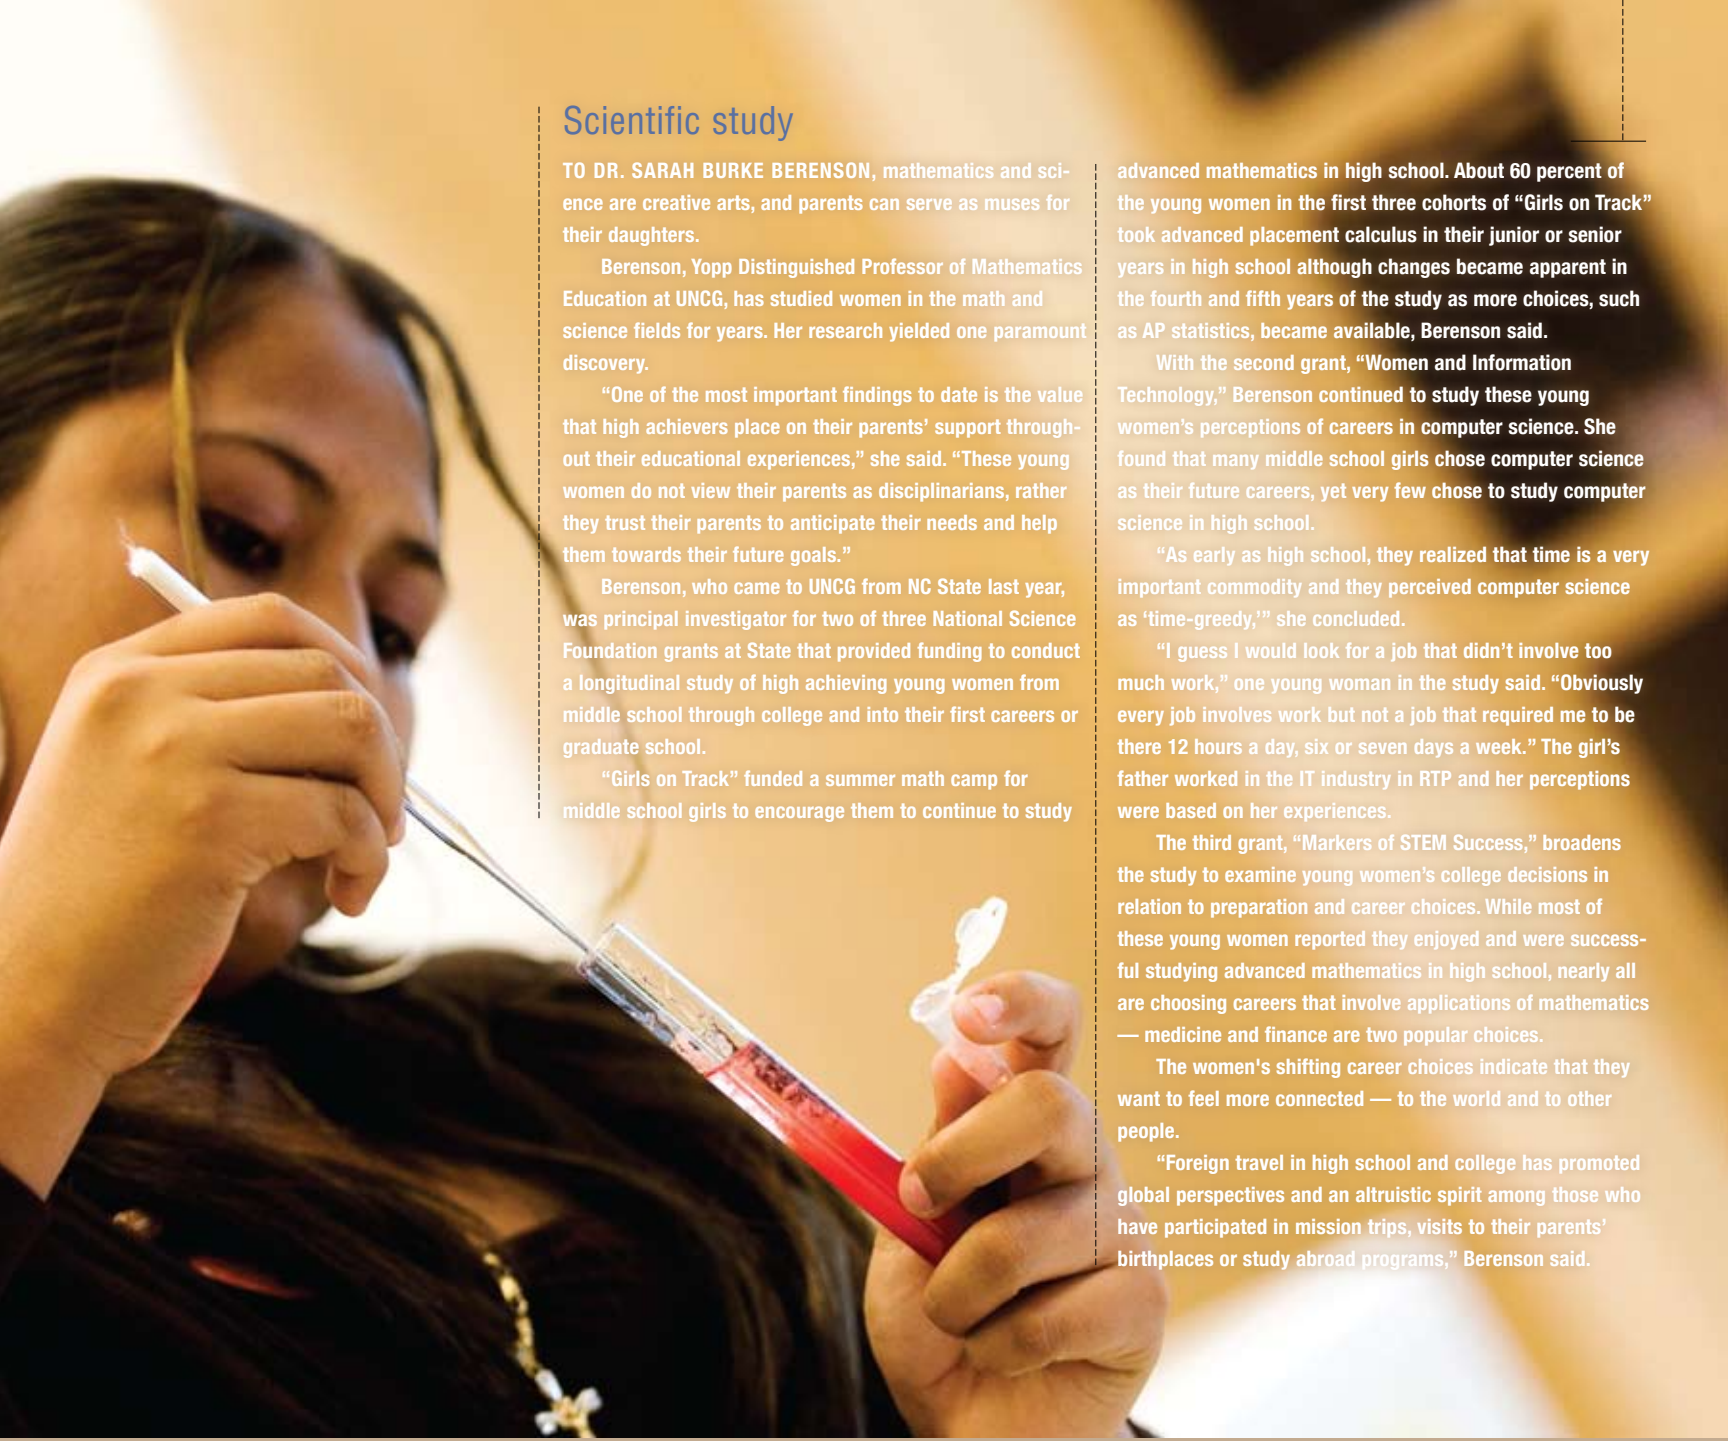 Scientific study
TO DR. SARAH BURKE BERENSON, mathematics and sci-
ence are creative arts, and parents can serve as muses for
their daughters.
Berenson, Yopp Distinguished Professor of Mathematics
Education at UNCG, has studied women in the math and
science fields for years. Her research yielded one paramount
discovery.
“One of the most important findings to date is the value
that high achievers place on their parents’ support through-
out their educational experiences,” she said. “These young
women do not view their parents as disciplinarians, rather
they trust their parents to anticipate their needs and help
them towards their future goals.”
Berenson, who came to UNCG from NC State last year,
was principal investigator for two of three National Science
Foundation grants at State that provided funding to conduct
a longitudinal study of high achieving young women from
middle school through college and into their first careers or
graduate school.
“Girls on Track” funded a summer math camp for
middle school girls to encourage them to continue to study
advanced mathematics in high school. About 60 percent of
the young women in the first three cohorts of “Girls on Track”
took advanced placement calculus in their junior or senior
years in high school although changes became apparent in
the fourth and fifth years of the study as more choices, such
as AP statistics, became available, Berenson said.
With the second grant, “Women and Information
Technology,” Berenson continued to study these young
women’s perceptions of careers in computer science. She
found that many middle school girls chose computer science
as their future careers, yet very few chose to study computer
science in high school.
“As early as high school, they realized that time is a very
important commodity and they perceived computer science
as ‘time-greedy,’” she concluded.
“I guess I would look for a job that didn’t involve too
much work,” one young woman in the study said. “Obviously
every job involves work but not a job that required me to be
there 12 hours a day, six or seven days a week.” The girl’s
father worked in the IT industry in RTP and her perceptions
were based on her experiences.
The third grant, “Markers of STEM Success,” broadens
the study to examine young women’s college decisions in
relation to preparation and career choices. While most of
these young women reported they enjoyed and were success-
ful studying advanced mathematics in high school, nearly all
are choosing careers that involve applications of mathematics
— medicine and finance are two popular choices.
The women's shifting career choices indicate that they
want to feel more connected — to the world and to other
people.
“Foreign travel in high school and college has promoted
global perspectives and an altruistic spirit among those who
have participated in mission trips, visits to their parents’
birthplaces or study abroad programs,” Berenson said.